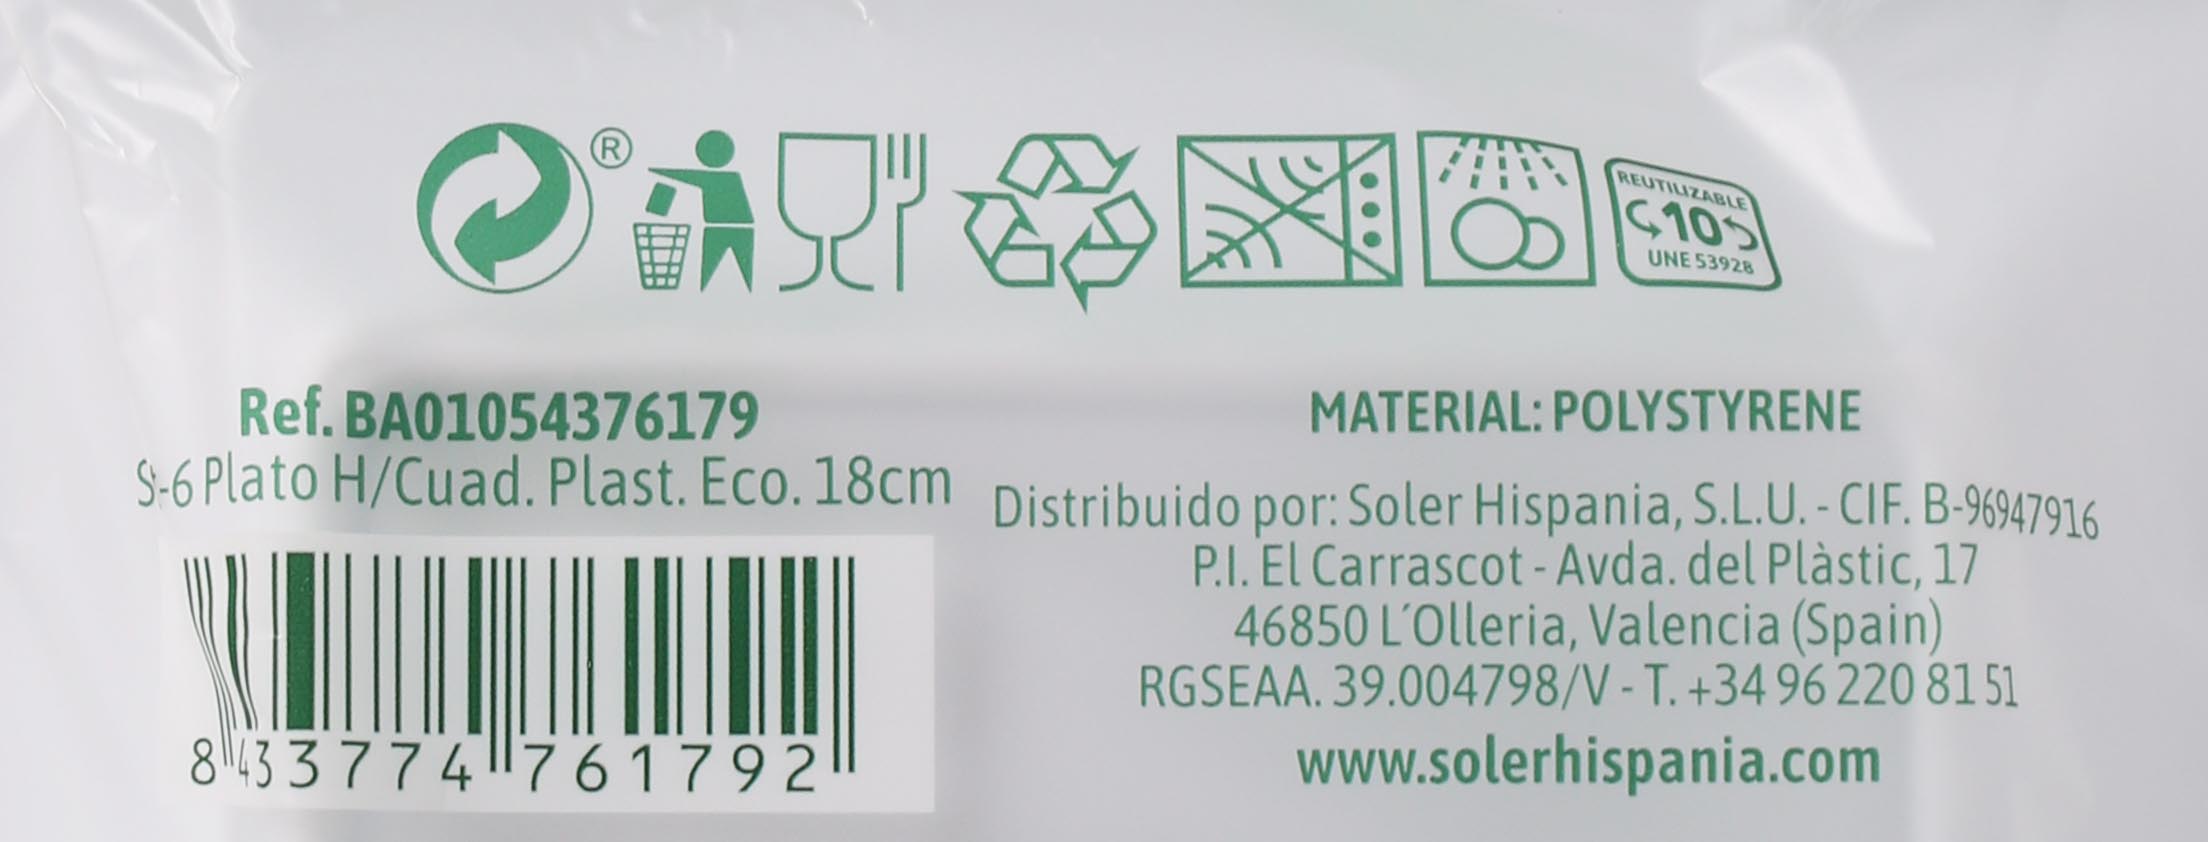 ®
REUTILIZABLE
10
UNE 53928
Ref. BA01054376179
St-6 Plato H/Cuad. Plast. Eco. 18cm
8 433774 761792
MATERIAL: POLYSTYRENE
Distribuido por: Soler Hispania, S.L.U. - CIF. B-96947916
P.I. El Carrascot - Avda. del Plàstic, 17
46850 L´Olleria, Valencia (Spain)
RGSEAA. 39.004798/V - T. +34 96 220 81 51
www.solerhispania.com